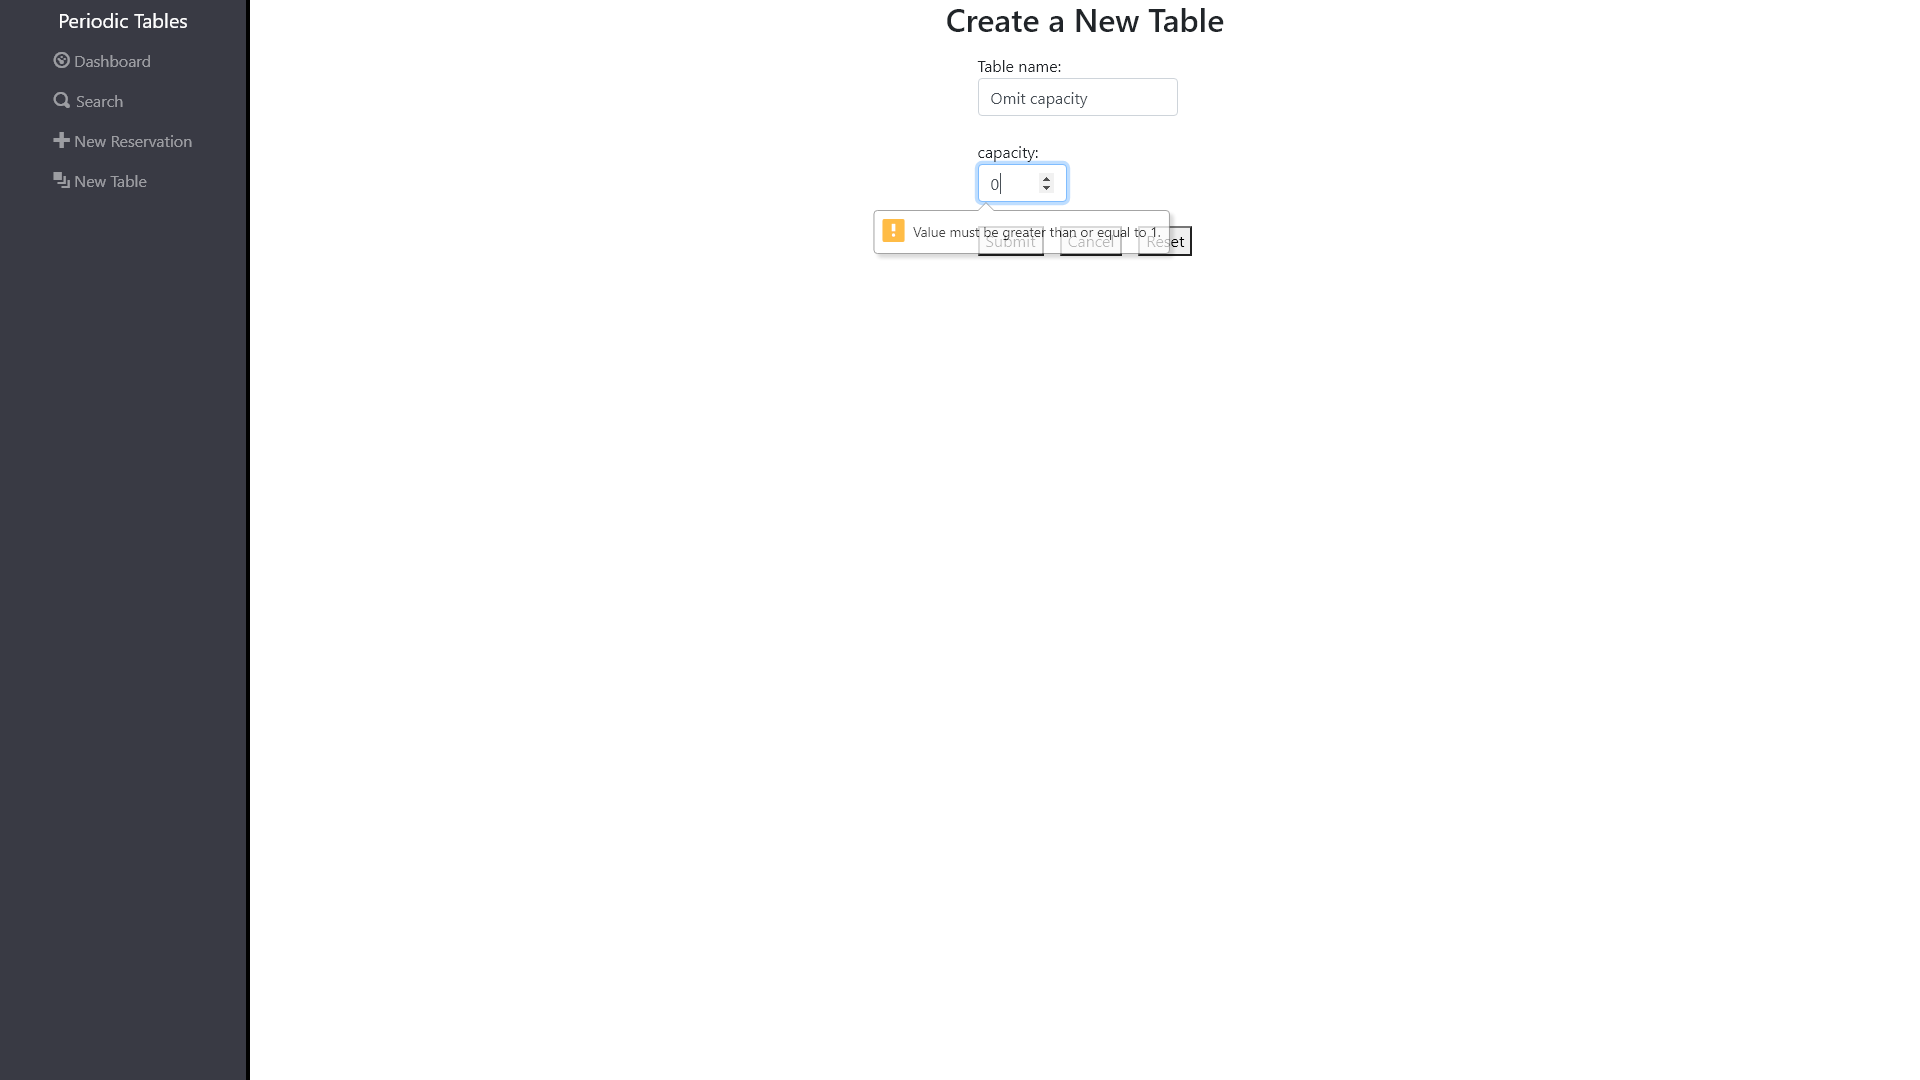 Periodic Tables
Dashboard
Search
New Reservation
New Table
Create a New Table
Table name:
Omit capacity
capacity:
0
Value must be greater than or equal to 1.
Submit Cancel Reset